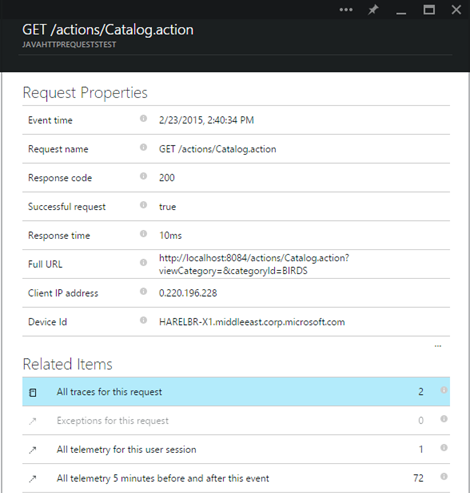 GET /actions/Catalog.action
JAVAHTTPREQUESTSTEST
Request Properties
Event time 2/23/2015, 2:40:34 PM
Request name GET /actions/Catalog.action
Response code 200
Successful request true
Response time 10ms
Full URL http://localhost:8084/actions/Catalog.action?
viewCategory=&categoryId=BIRDS
Client IP address 0.220.196.228
Device Id HARELBR-X1.middleeast.corp.microsoft.com
...
Related Items
All traces for this request 2
Exceptions for this request 0
All telemetry for this user session 1
All telemetry 5 minutes before and after this event 72